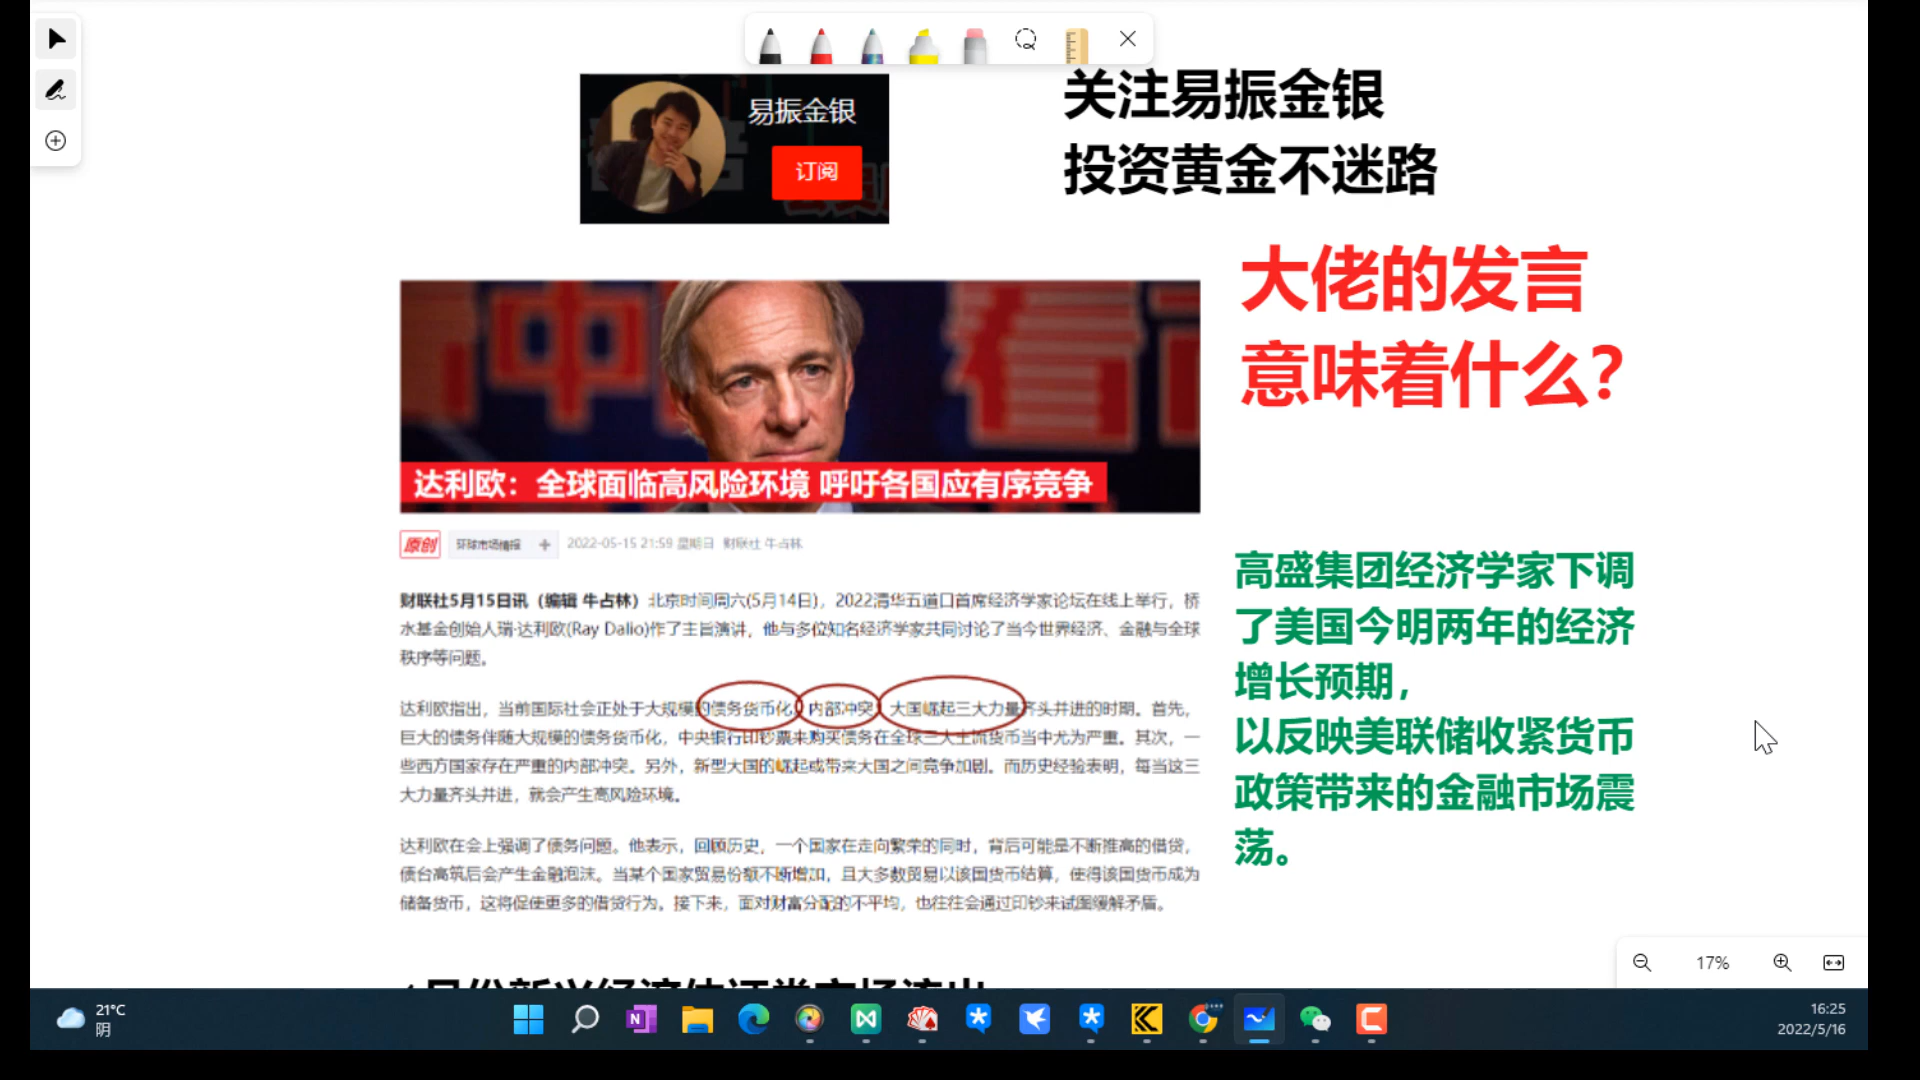 易振金银
订阅
关注易振金银
投资黄金不迷路
大佬的发言
意味着什么?
达利欧：全球面临高风险环境 呼吁各国应有序竞争
原创 环球市场情报 + 2022-05-15 21:59 星期日 财联社 牛占林
财联社5月15日讯（编辑 牛占林）北京时间周六(5月14日)，2022清华五道口首席经济学家论坛在线上举行，桥
水基金创始人瑞·达利欧(Ray Dalio)作了主旨演讲，他与多位知名经济学家共同讨论了当今世界经济、金融与全球
秩序等问题。
达利欧指出，当前国际社会正处于大规模的债务货币化、内部冲突、大国崛起三大力量齐头并进的时期。首先，
巨大的债务伴随大规模的债务货币化，中央银行印钞票来购买债务在全球三大主流货币当中尤为严重。其次，一
些西方国家存在严重的内部冲突。另外，新型大国的崛起或带来大国之间竞争加剧。而历史经验表明，每当这三
大力量齐头并进，就会产生高风险环境。
达利欧在会上强调了债务问题。他表示，回顾历史，一个国家在走向繁荣的同时，背后可能是不断推高的借贷，
债台高筑后会产生金融泡沫。当某个国家贸易份额不断增加，且大多数贸易以该国货币结算，使得该国货币成为
储备货币，这将促使更多的借贷行为。接下来，面对财富分配的不平均，也往往会通过印钞来试图缓解矛盾。
高盛集团经济学家下调
了美国今明两年的经济
增长预期，
以反映美联储收紧货币
政策带来的金融市场震
荡。
17%
21°C
阴
16:25
2022/5/16